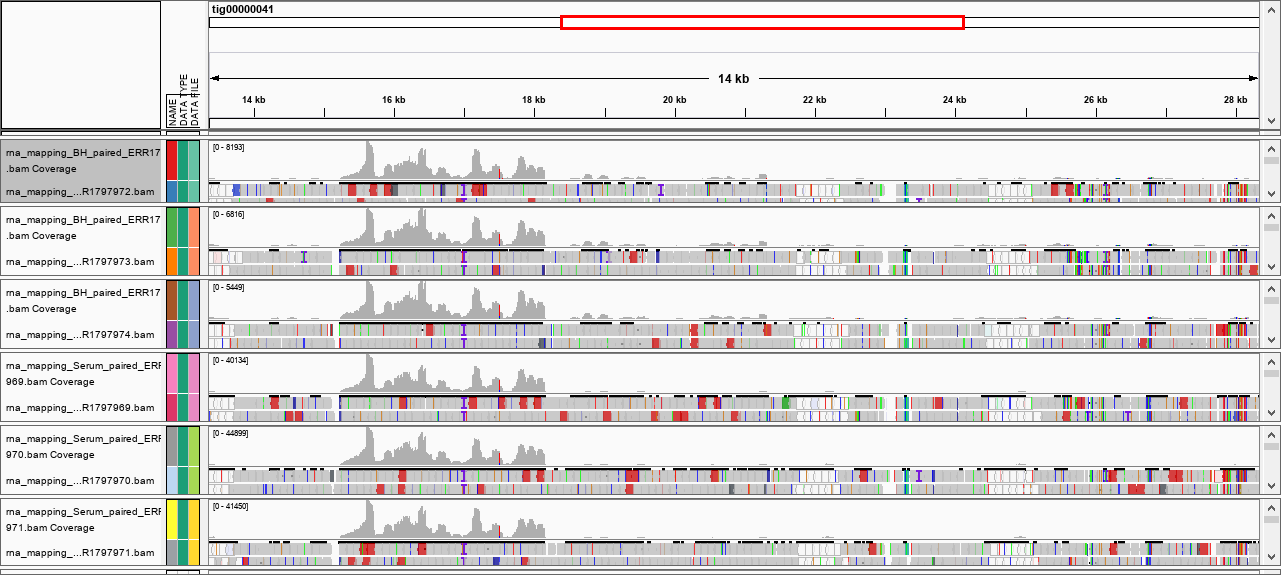 tig00000041
14 kb
NAME
DATA TYPE
DATA FILE
14 kb 16 kb 18 kb 20 kb 22 kb 24 kb 26 kb 28 kb
rna_mapping_BH_paired_ERR17
.bam Coverage
[0 - 8193]
rna_mapping_...R1797972.bam
rna_mapping_BH_paired_ERR17
.bam Coverage
[0 - 6816]
rna_mapping_...R1797973.bam
rna_mapping_BH_paired_ERR17
.bam Coverage
[0 - 5449]
rna_mapping_...R1797974.bam
rna_mapping_Serum_paired_ERF
969.bam Coverage
[0 - 40134]
rna_mapping_...R1797969.bam
rna_mapping_Serum_paired_ERF
970.bam Coverage
[0 - 44899]
rna_mapping_...R1797970.bam
rna_mapping_Serum_paired_ERF
971.bam Coverage
[0 - 41450]
rna_mapping_...R1797971.bam